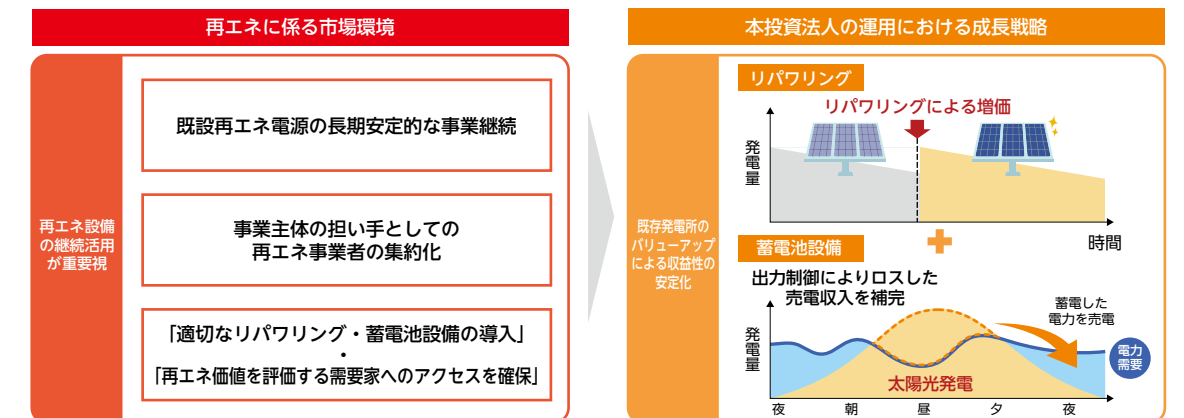 再エネに係る市場環境
再エネ設備
の継続活用
が重要視
既設再エネ電源の長期安定的な事業継続
事業主体の担い手としての
再エネ事業者の集約化
「適切なリパワリング・蓄電池設備の導入」
・
「再エネ価値を評価する需要家へのアクセスを確保」
本投資法人の運用における成長戦略
既存発電所の
バリューアップ
による収益性の
安定化
リパワリング
リパワリングによる増価
発電量
時間
蓄電池設備
出力制御によりロスした
売電収入を補完
蓄電した
電力を売電
発電量
電力
需要
太陽光発電
夜 朝 昼 夕 夜